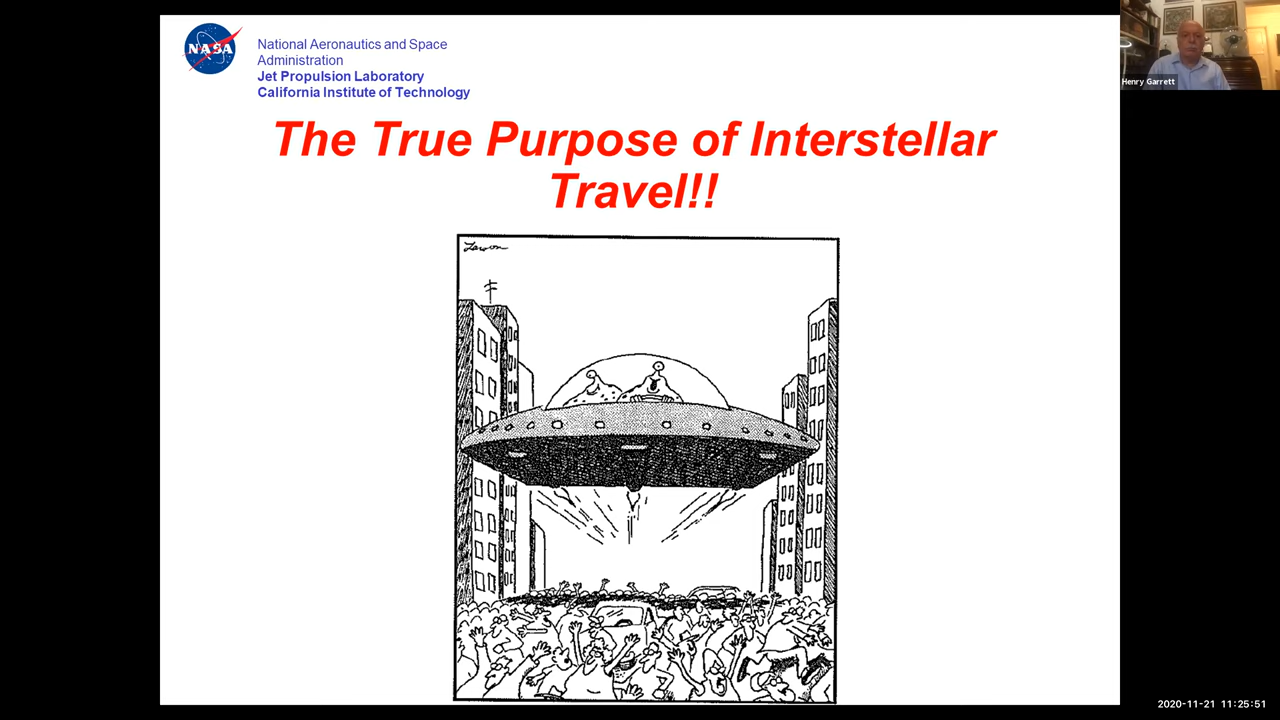 NASA
National Aeronautics and Space
Administration
Jet Propulsion Laboratory
California Institute of Technology
The True Purpose of Interstellar
Travel!!
Larson
Henry Garrett
2020-11-21 11:25:51